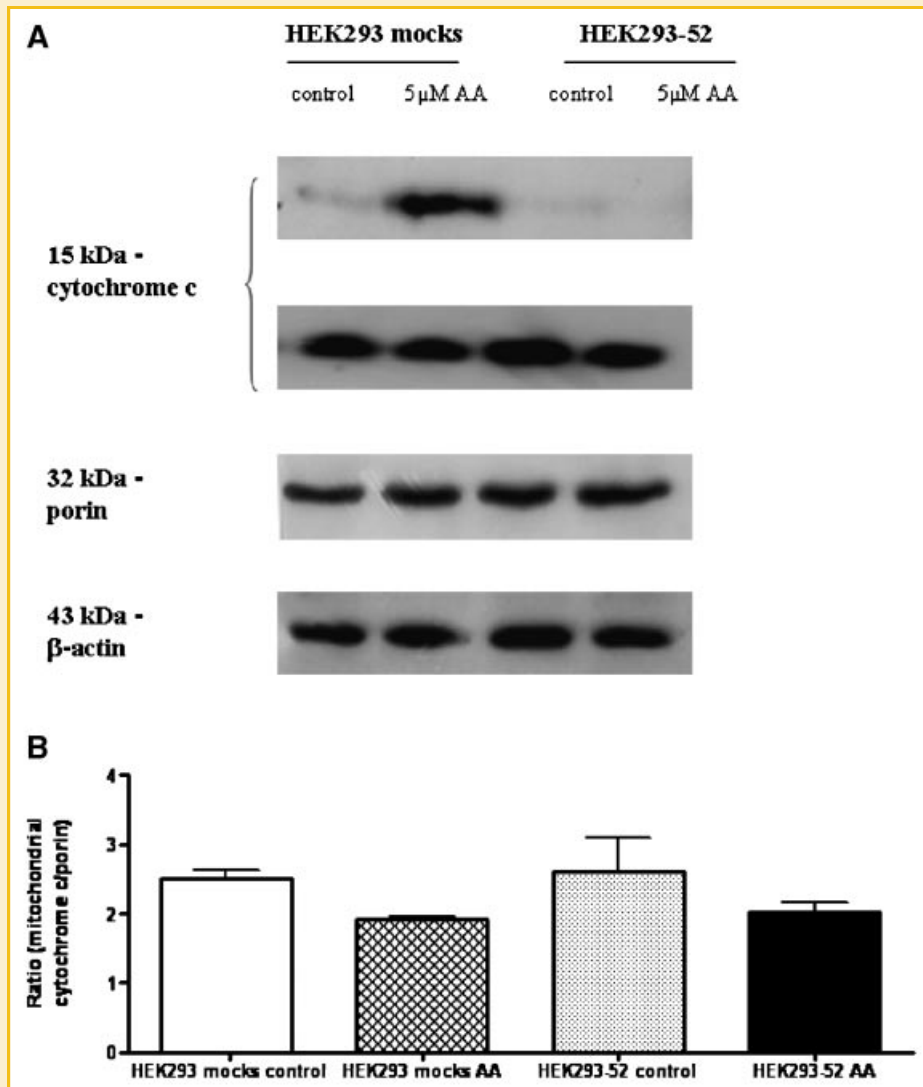 A
HEK293 mocks HEK293-52
control 5µM AA control 5µM AA
15 kDa -
cytochrome c
32 kDa -
porin
43 kDa -
β-actin
B
Ratio (mitochondrial
cytochrome c/porin)
4
3
2
1
0
HEK293 mocks control HEK293 mocks AA HEK293-52 control HEK293-52 AA